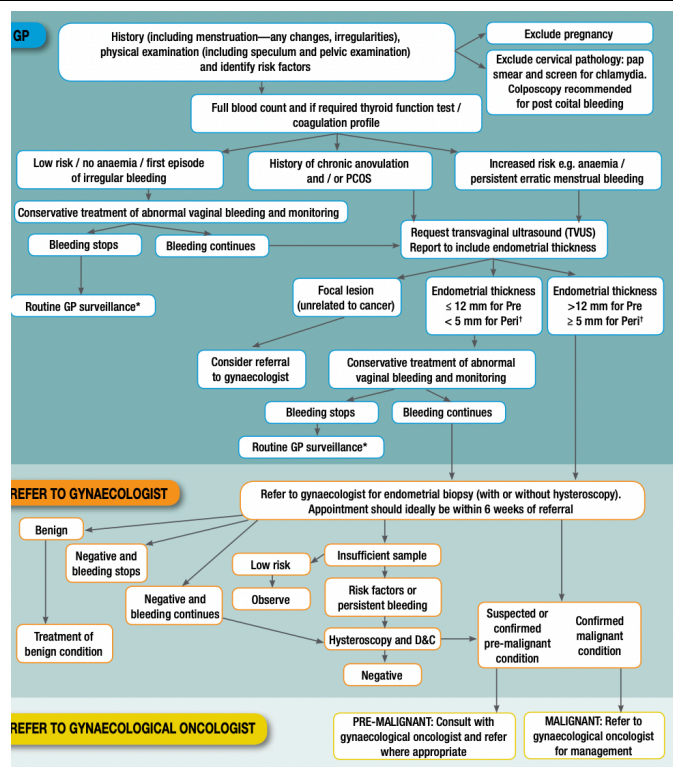 GP
History (including menstruation—any changes, irregularities),
physical examination (including speculum and pelvic examination)
and identify risk factors
Exclude pregnancy
Exclude cervical pathology: pap
smear and screen for chlamydia.
Colposcopy recommended
for post coital bleeding
Full blood count and if required thyroid function test /
coagulation profile
Low risk / no anaemia / first episode
of irregular bleeding
History of chronic anovulation
and / or PCOS
Increased risk e.g. anaemia /
persistent erratic menstrual bleeding
Conservative treatment of abnormal vaginal bleeding and monitoring
Bleeding stops
Bleeding continues
Request transvaginal ultrasound (TVUS)
Report to include endometrial thickness
Routine GP surveillance*
Focal lesion
(unrelated to cancer)
Endometrial thickness
≤ 12 mm for Pre
< 5 mm for Peri†
Endometrial thickness
>12 mm for Pre
≥ 5 mm for Peri†
Consider referral
to gynaecologist
Conservative treatment of abnormal
vaginal bleeding and monitoring
Bleeding stops
Bleeding continues
Routine GP surveillance*
REFER TO GYNAECOLOGIST
Refer to gynaecologist for endometrial biopsy (with or without hysteroscopy).
Appointment should ideally be within 6 weeks of referral
Benign
Negative and
bleeding stops
Negative and
bleeding continues
Low risk
Observe
Insufficient sample
Risk factors or
persistent bleeding
Hysteroscopy and D&C
Negative
Suspected or
confirmed
pre-malignant
condition
Confirmed
malignant
condition
Treatment of
benign condition
REFER TO GYNAECOLOGICAL ONCOLOGIST
PRE-MALIGNANT: Consult with
gynaecological oncologist and refer
where appropriate
MALIGNANT: Refer to
gynaecological oncologist
for management